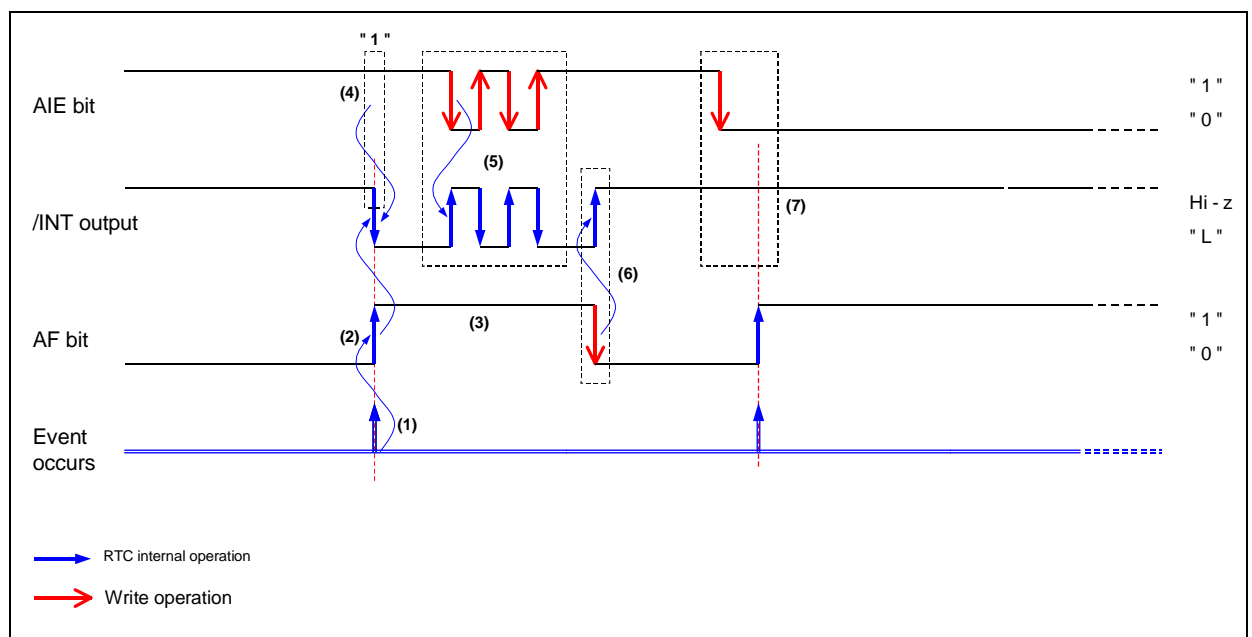 " 1 "
AIE bit
(4)
(5)
" 1 "
" 0 "
/INT output
(7)
Hi - z
" L "
(6)
AF bit
(2)
(3)
" 1 "
" 0 "
Event
occurs
(1)
RTC internal operation
Write operation